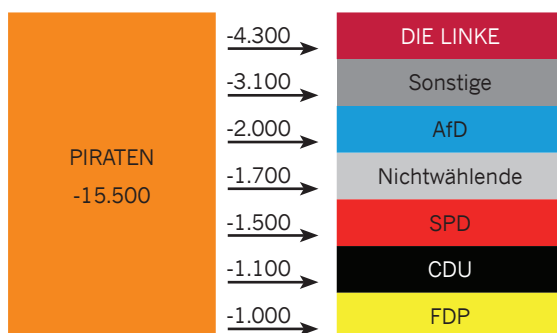 PIRATEN
-15.500
-4.300 DIE LINKE
-3.100 Sonstige
-2.000 AfD
-1.700 Nichtwählende
-1.500 SPD
-1.100 CDU
-1.000 FDP